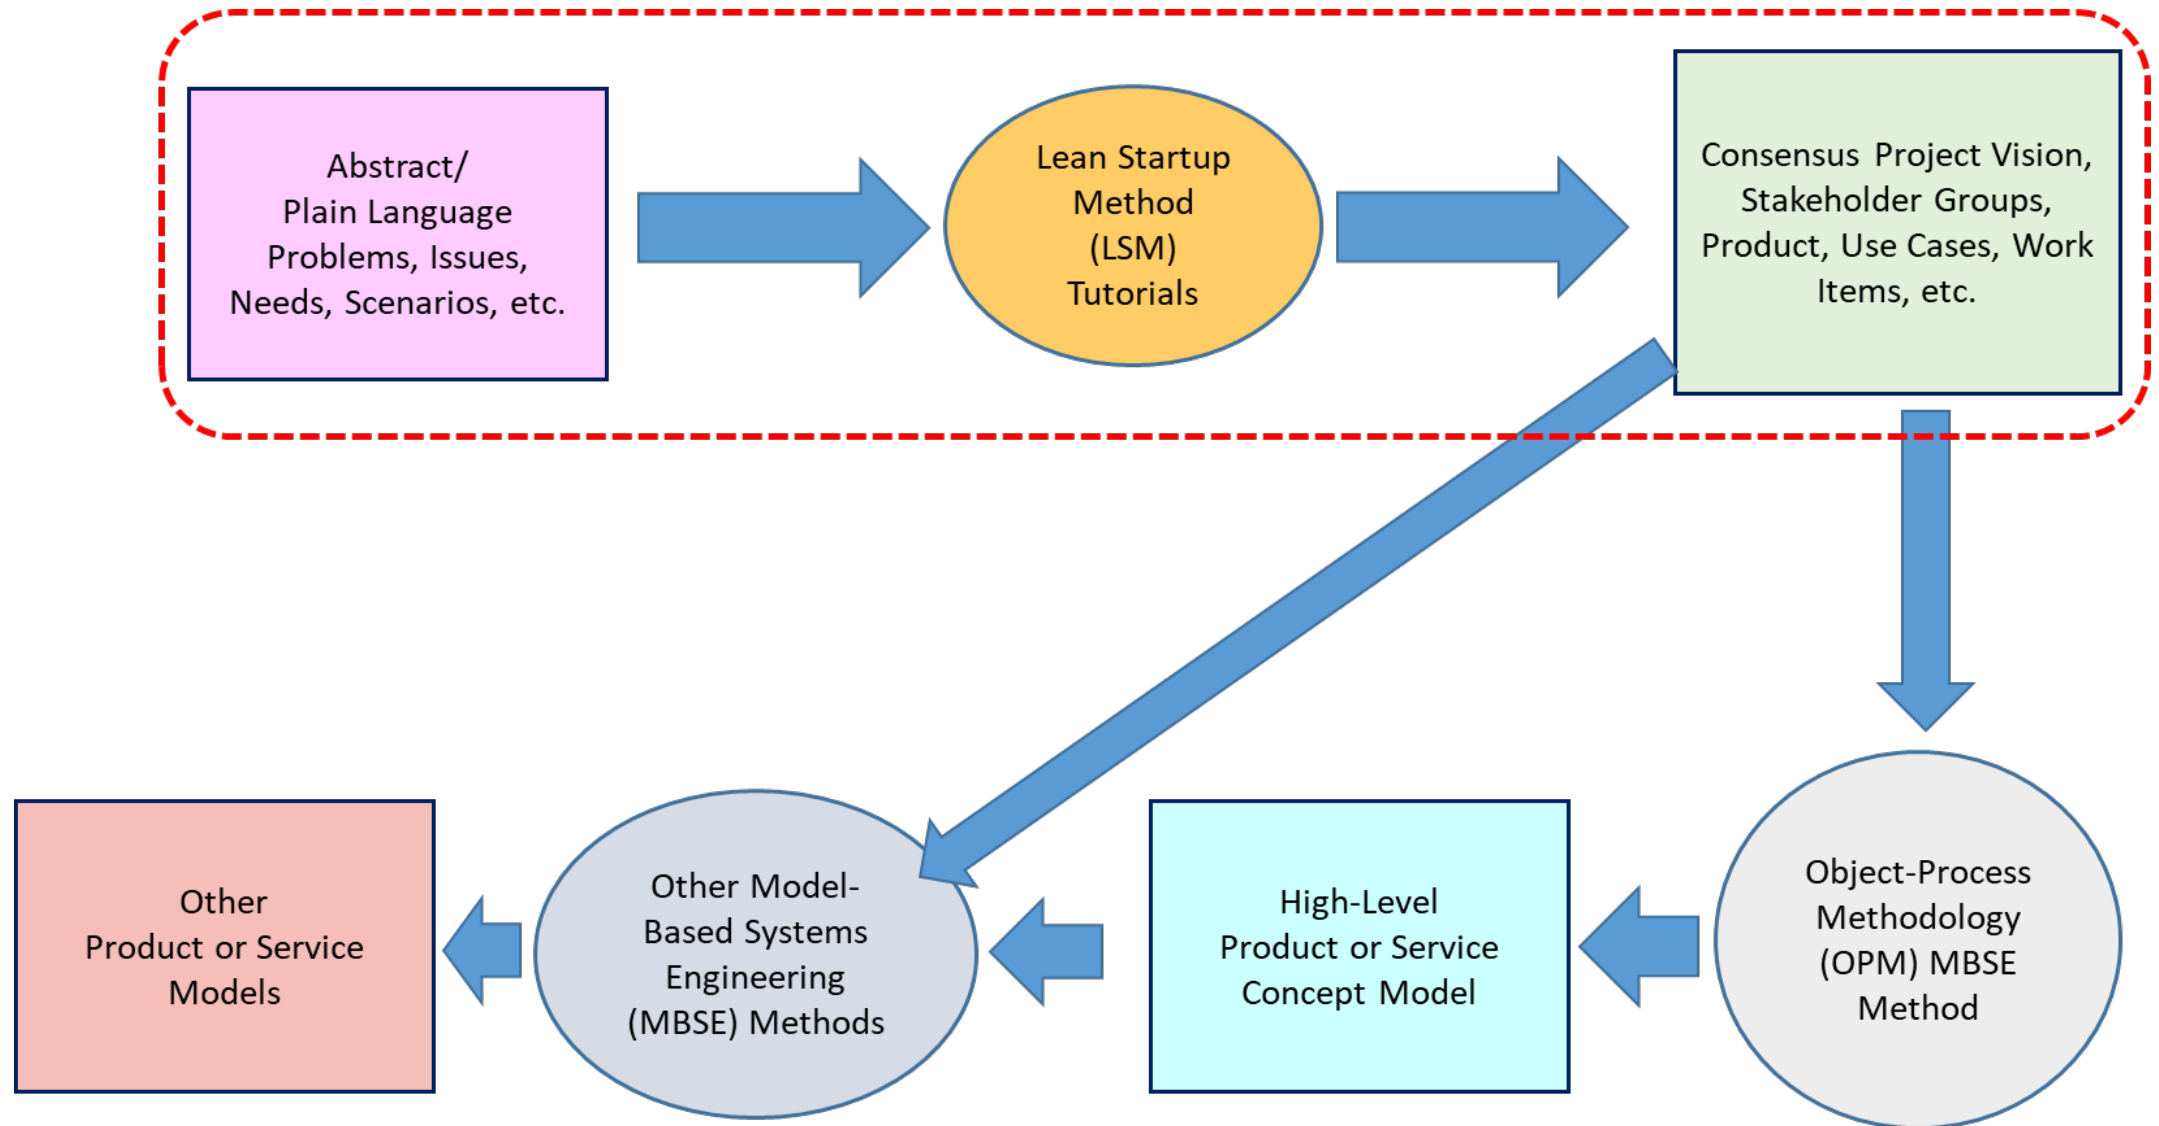 Abstract/
Plain Language
Problems, Issues,
Needs, Scenarios, etc.
Lean Startup
Method
(LSM)
Tutorials
Consensus Project Vision,
Stakeholder Groups,
Product, Use Cases, Work
Items, etc.
Other
Product or Service
Models
Other Model-
Based Systems
Engineering
(MBSE) Methods
High-Level
Product or Service
Concept Model
Object-Process
Methodology
(OPM) MBSE
Method